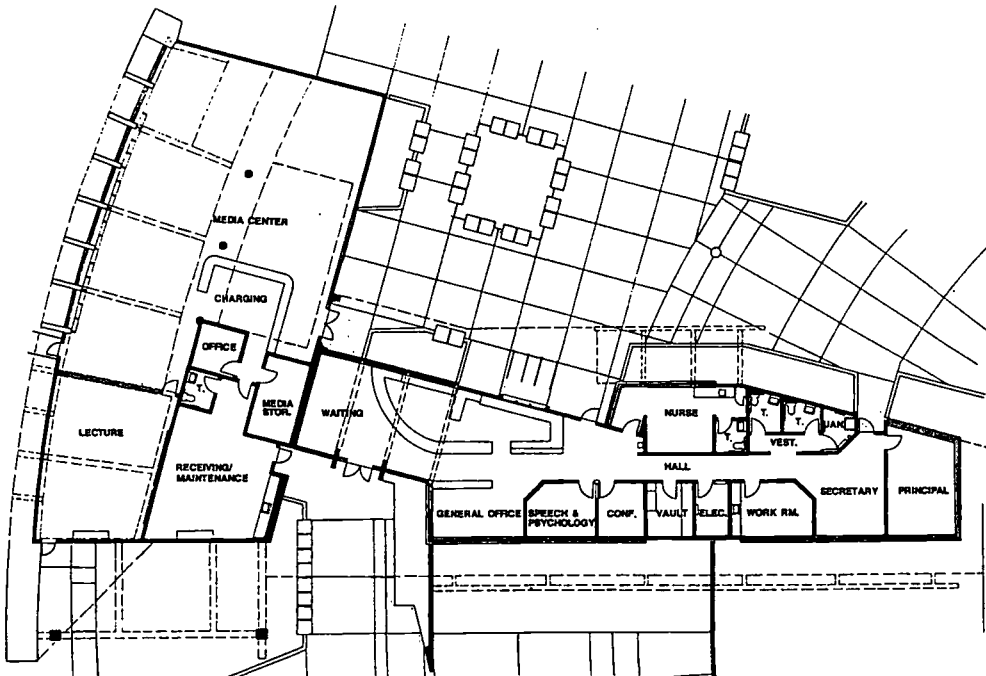 MEDIA CENTER
CHARGING
OFFICE
T.
MEDIA
STOR.
WAITING
LECTURE
RECEIVING/
MAINTENANCE
NURSE
T.
T.
T.
JAN.
VEST.
HALL
GENERAL OFFICE
SPEECH &
PSYCHOLOGY
CONF.
VAULT
ELEC.
WORK RM.
SECRETARY
PRINCIPAL